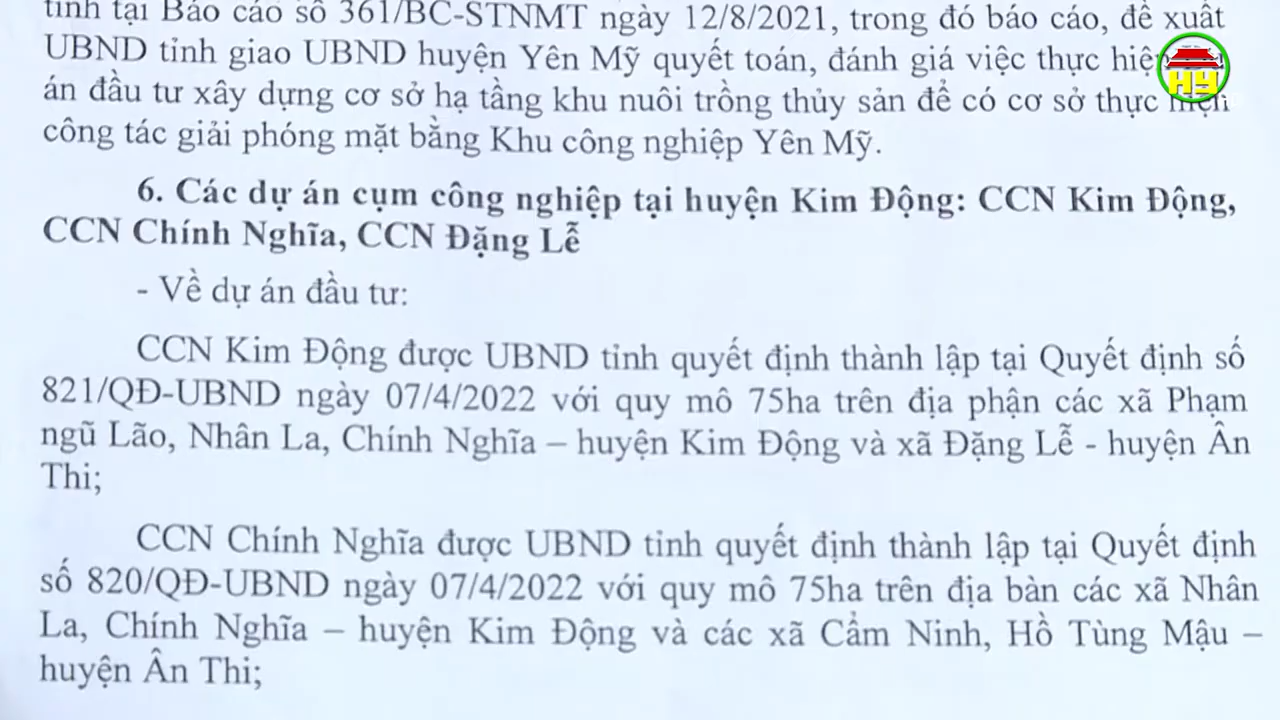 tỉnh tại Báo cáo số 361/BC-STNMT ngày 12/8/2021, trong đó báo cáo, đề xuất
UBND tỉnh giao UBND huyện Yên Mỹ quyết toán, đánh giá việc thực hiện
án đầu tư xây dựng cơ sở hạ tầng khu nuôi trồng thủy sản để có cơ sở thực hiện
công tác giải phóng mặt bằng Khu công nghiệp Yên Mỹ.
HY
6. Các dự án cụm công nghiệp tại huyện Kim Động: CCN Kim Động,
CCN Chính Nghĩa, CCN Đặng Lễ
- Về dự án đầu tư:
CCN Kim Động được UBND tỉnh quyết định thành lập tại Quyết định số
821/QĐ-UBND ngày 07/4/2022 với quy mô 75ha trên địa phận các xã Phạm
ngũ Lão, Nhân La, Chính Nghĩa – huyện Kim Động và xã Đặng Lễ - huyện Ân
Thi;
CCN Chính Nghĩa được UBND tỉnh quyết định thành lập tại Quyết định
số 820/QĐ-UBND ngày 07/4/2022 với quy mô 75ha trên địa bàn các xã Nhân
La, Chính Nghĩa – huyện Kim Động và các xã Cẩm Ninh, Hồ Tùng Mậu –
huyện Ân Thi;